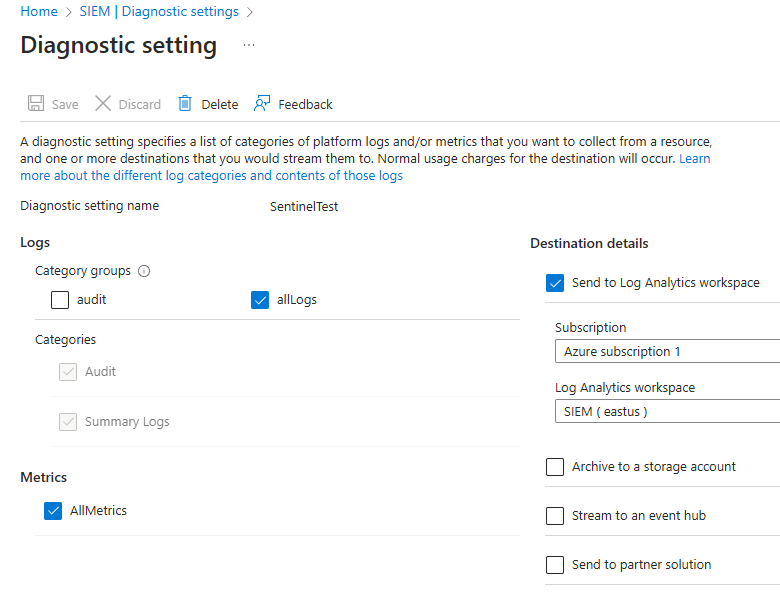 Home > SIEM | Diagnostic settings >
Diagnostic setting ...
Save Discard Delete Feedback
A diagnostic setting specifies a list of categories of platform logs and/or metrics that you want to collect from a resource,
and one or more destinations that you would stream them to. Normal usage charges for the destination will occur. Learn
more about the different log categories and contents of those logs
Diagnostic setting name SentinelTest
Logs
Category groups
audit allLogs
Categories
Audit
Summary Logs
Metrics
AllMetrics
Destination details
Send to Log Analytics workspace
Subscription
Azure subscription 1
Log Analytics workspace
SIEM ( eastus )
Archive to a storage account
Stream to an event hub
Send to partner solution